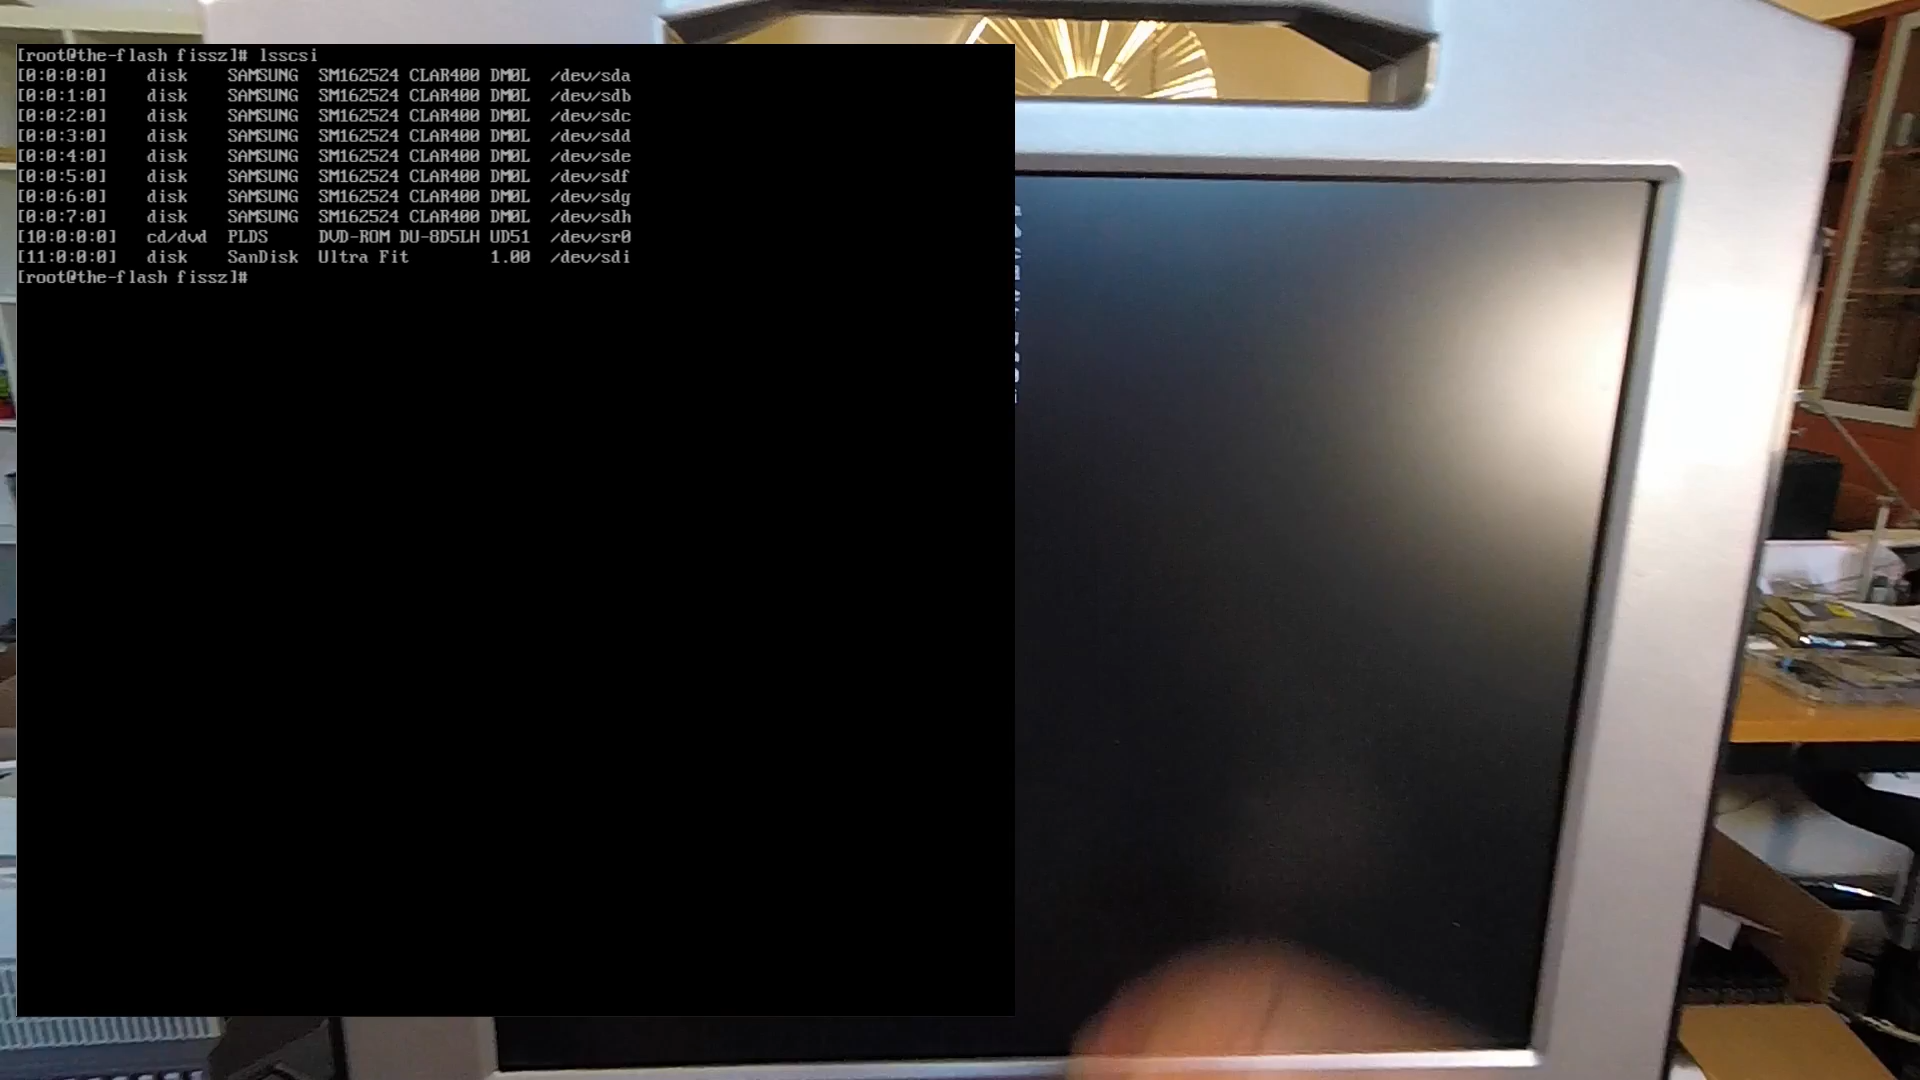 [root@the-flash fissz]# lsscsi
[0:0:0:0]    disk    SAMSUNG  SM162524 CLAR400 DM0L  /dev/sda
[0:0:1:0]    disk    SAMSUNG  SM162524 CLAR400 DM0L  /dev/sdb
[0:0:2:0]    disk    SAMSUNG  SM162524 CLAR400 DM0L  /dev/sdc
[0:0:3:0]    disk    SAMSUNG  SM162524 CLAR400 DM0L  /dev/sdd
[0:0:4:0]    disk    SAMSUNG  SM162524 CLAR400 DM0L  /dev/sde
[0:0:5:0]    disk    SAMSUNG  SM162524 CLAR400 DM0L  /dev/sdf
[0:0:6:0]    disk    SAMSUNG  SM162524 CLAR400 DM0L  /dev/sdg
[0:0:7:0]    disk    SAMSUNG  SM162524 CLAR400 DM0L  /dev/sdh
[10:0:0:0]   cd/dvd  PLDS     DVD-ROM DU-8D5LH UD51  /dev/sr0
[11:0:0:0]   disk    SanDisk  Ultra Fit        1.00  /dev/sdi
[root@the-flash fissz]#